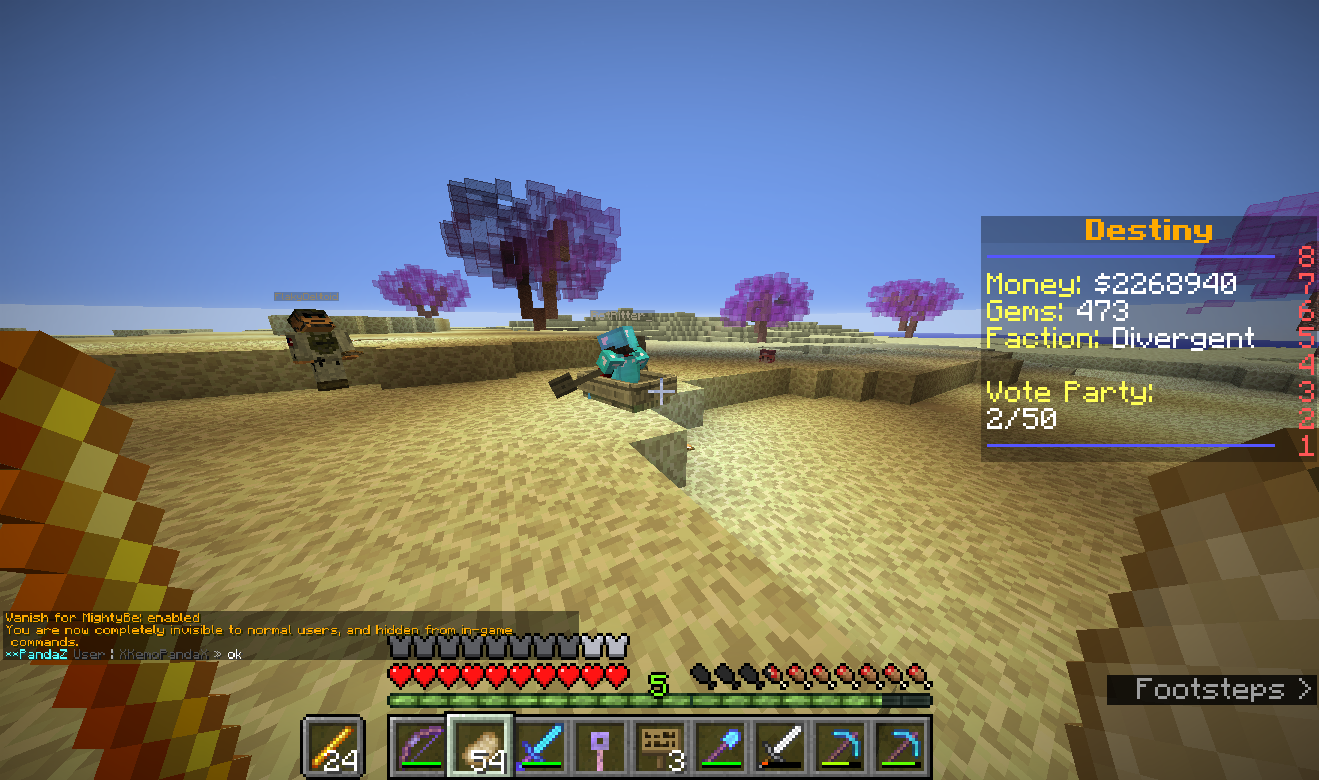 Destiny
8
Money: $2268940
7
Gems: 473
6
Faction: Divergent
5
4
Vote Party:
3
2/50
2
1
Vanish for MightyBe: enabled
You are now completely invisible to normal users, and hidden from in-game
commands.
**PandaZ User | XKemoPandaX » ok
5
Footsteps >
24
54
3